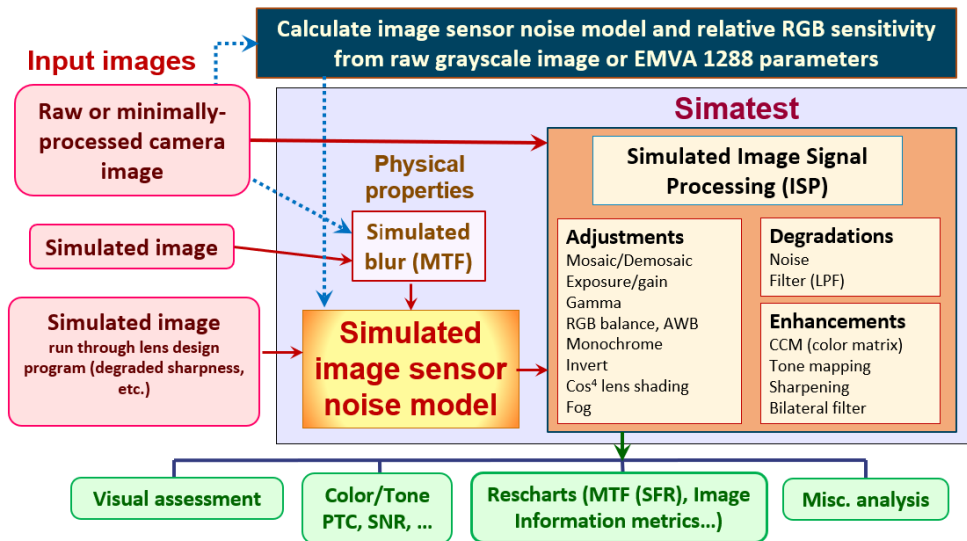 Calculate image sensor noise model and relative RGB sensitivity
from raw grayscale image or EMVA 1288 parameters
Input images
Raw or minimally-
processed camera
image
Simulated image
Simulated image
run through lens design
program (degraded sharpness,
etc.)
Simatest
Physical
properties
Simulated
blur (MTF)
Simulated
image sensor
noise model
Simulated Image Signal
Processing (ISP)
Adjustments
Mosaic/Demosaic
Exposure/gain
Gamma
RGB balance, AWB
Monochrome
Invert
Cos⁴ lens shading
Fog
Degradations
Noise
Filter (LPF)
Enhancements
CCM (color matrix)
Tone mapping
Sharpening
Bilateral filter
Visual assessment
Color/Tone
PTC, SNR, ...
Rescharts (MTF (SFR), Image
Information metrics...)
Misc. analysis